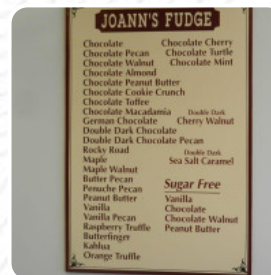 JOANN'S FUDGE
Chocolate
Chocolate Pecan
Chocolate Walnut
Chocolate Almond
Chocolate Peanut Butter
Chocolate Cookie Crunch
Chocolate Toffee
Chocolate Macadamia
German Chocolate
Double Dark Chocolate
Double Dark Chocolate Pecan
Rocky Road
Maple
Maple Walnut
Butter Pecan
Penuche Pecan
Peanut Butter
Vanilla
Vanilla Pecan
Raspberry Truffle
Butterfinger
Kahlua
Orange Truffle
Chocolate Cherry
Chocolate Turtle
Chocolate Mint
Double Dark
Cherry Walnut
Double Dark
Sea Salt Caramel
Sugar Free
Vanilla
Chocolate
Chocolate Walnut
Peanut Butter